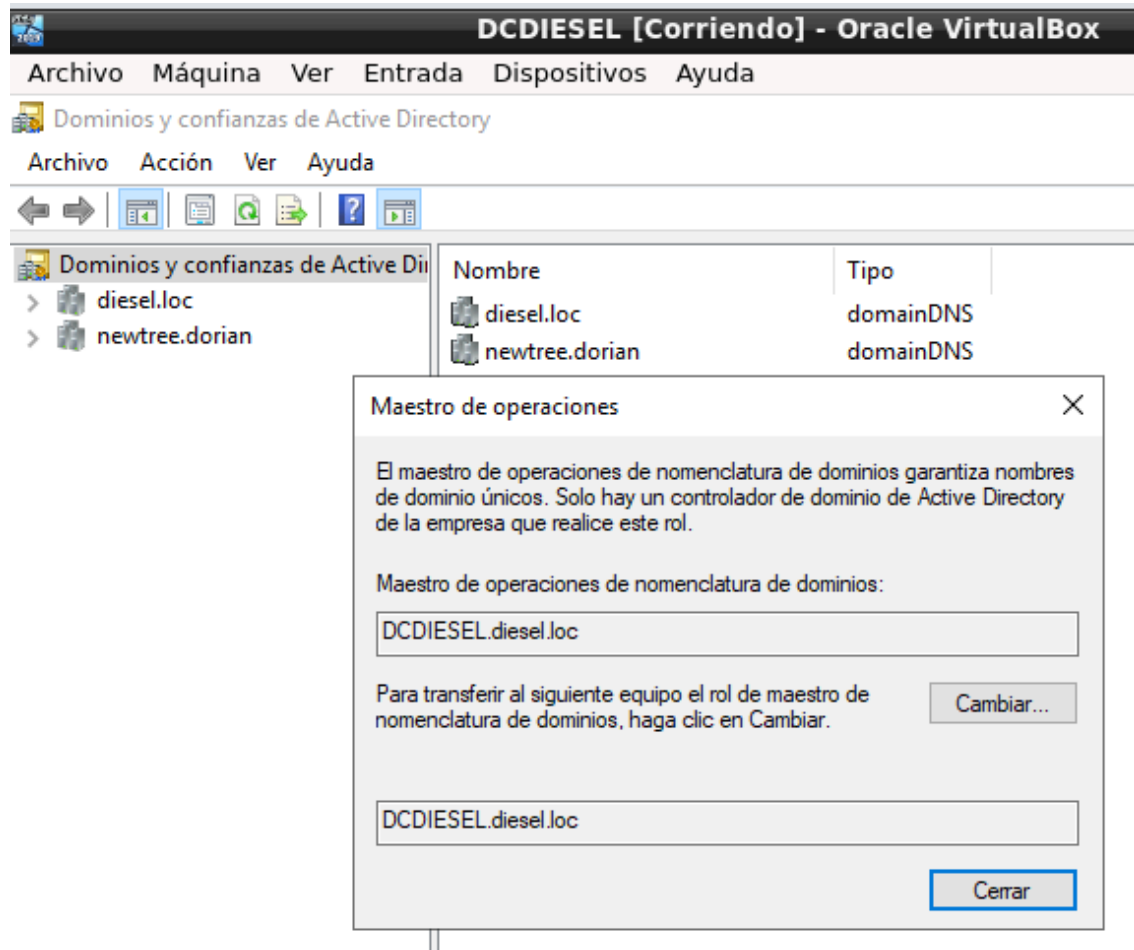 DCDIESEL [Corriendo] - Oracle VirtualBox
Archivo Máquina Ver Entrada Dispositivos Ayuda
Dominios y confianzas de Active Directory
Archivo Acción Ver Ayuda
Dominios y confianzas de Active Dir
diesel.loc
newtree.dorian
Nombre Tipo
diesel.loc domainDNS
newtree.dorian domainDNS
Maestro de operaciones
El maestro de operaciones de nomenclatura de dominios garantiza nombres
de dominio únicos. Solo hay un controlador de dominio de Active Directory
de la empresa que realice este rol.
Maestro de operaciones de nomenclatura de dominios:
DCDIESEL.diesel.loc
Para transferir al siguiente equipo el rol de maestro de
nomenclatura de dominios, haga clic en Cambiar.
Cambiar...
DCDIESEL.diesel.loc
Cerrar